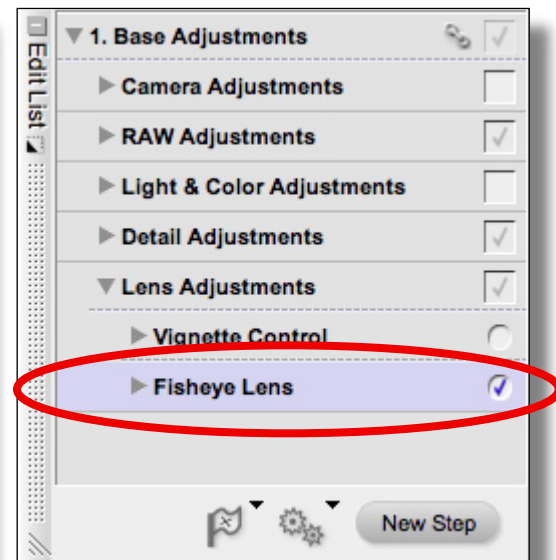 Edit List
1. Base Adjustments
Camera Adjustments
RAW Adjustments
Light & Color Adjustments
Detail Adjustments
Lens Adjustments
Vignette Control
Fisheye Lens
New Step